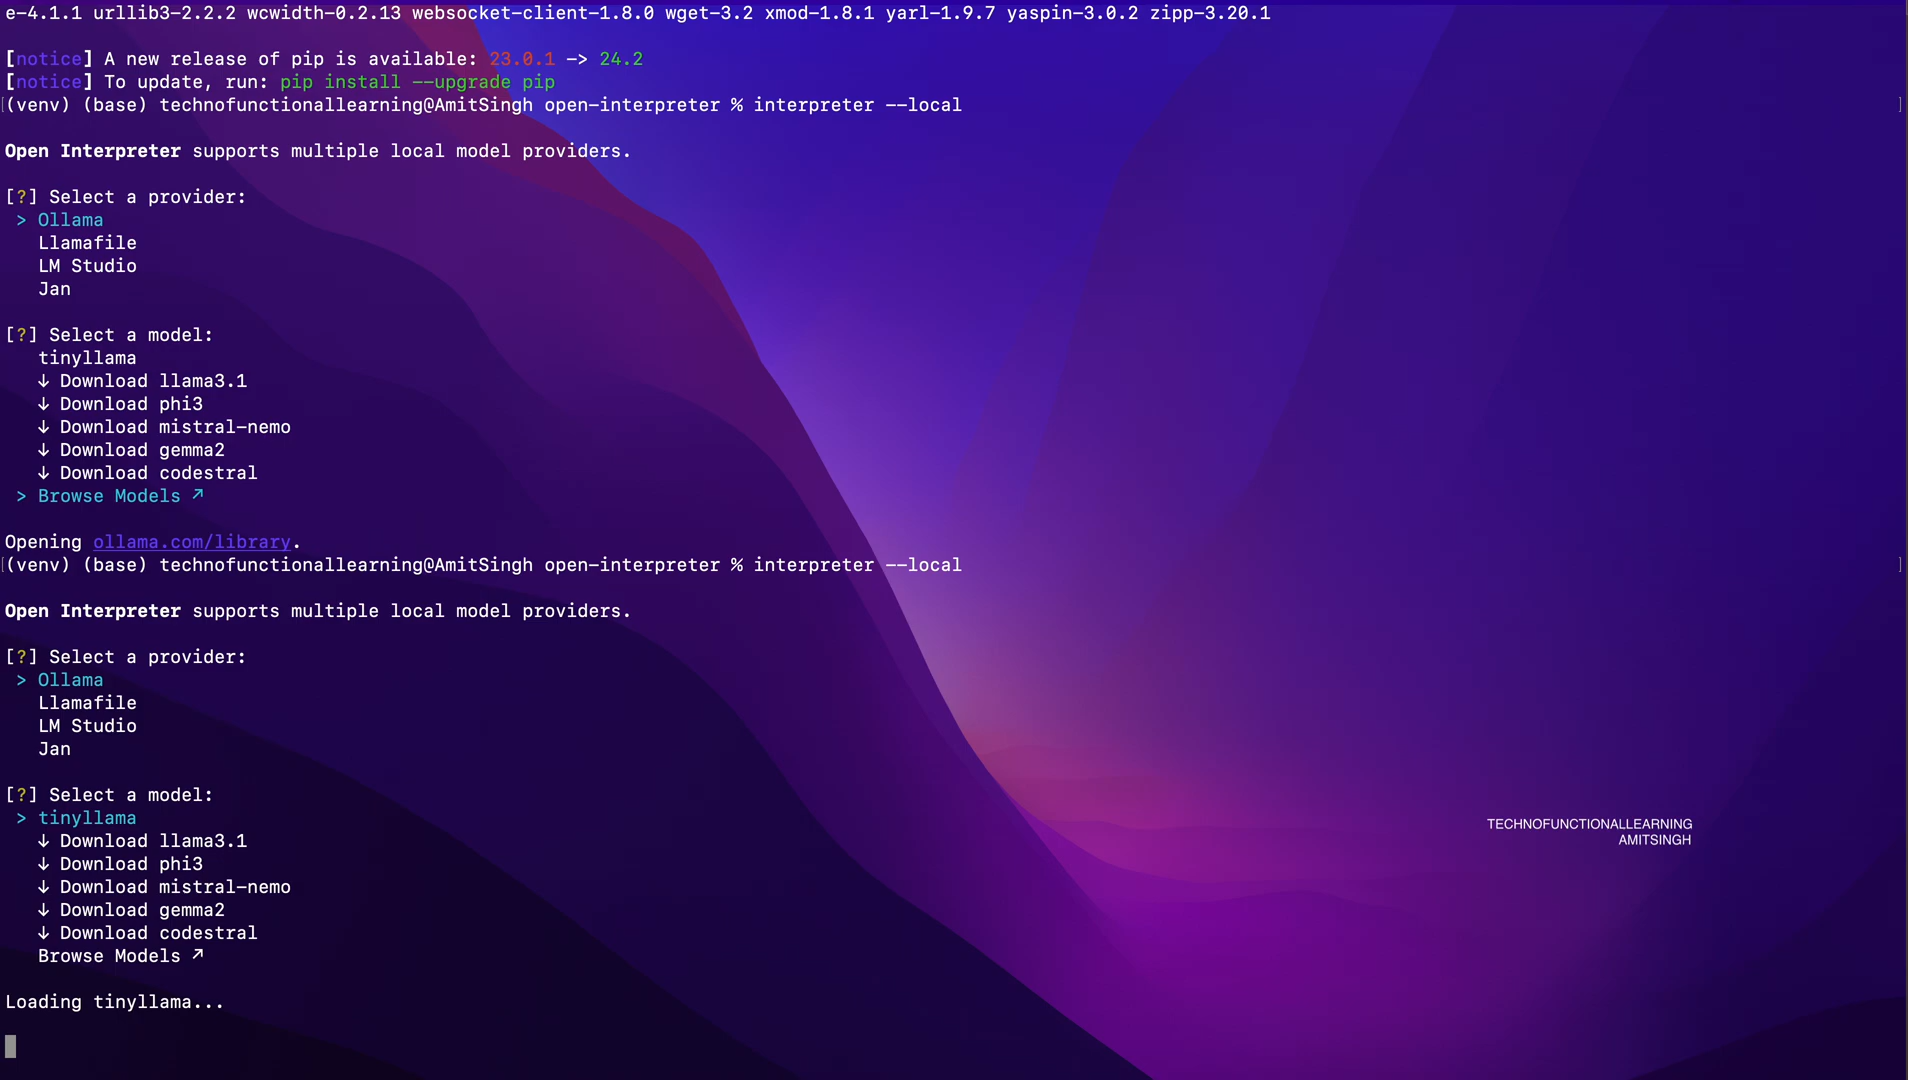 e-4.1.1 urllib3-2.2.2 wcwidth-0.2.13 websocket-client-1.8.0 wget-3.2 xmod-1.8.1 yarl-1.9.7 yaspin-3.0.2 zipp-3.20.1
[notice] A new release of pip is available: 23.0.1 -> 24.2
[notice] To update, run: pip install --upgrade pip
[(venv) (base) technofunctionallearning@AmitSingh open-interpreter % interpreter --local ]
Open Interpreter supports multiple local model providers.
[?] Select a provider:
> Ollama
Llamafile
LM Studio
Jan
[?] Select a model:
tinyllama
↓ Download llama3.1
↓ Download phi3
↓ Download mistral-nemo
↓ Download gemma2
↓ Download codestral
> Browse Models ↗
Opening ollama.com/library.
[(venv) (base) technofunctionallearning@AmitSingh open-interpreter % interpreter --local ]
Open Interpreter supports multiple local model providers.
[?] Select a provider:
> Ollama
Llamafile
LM Studio
Jan
[?] Select a model:
> tinyllama
↓ Download llama3.1
↓ Download phi3
↓ Download mistral-nemo
↓ Download gemma2
↓ Download codestral
Browse Models ↗
Loading tinyllama...
TECHNOFUNCTIONALLEARNING
AMITSINGH